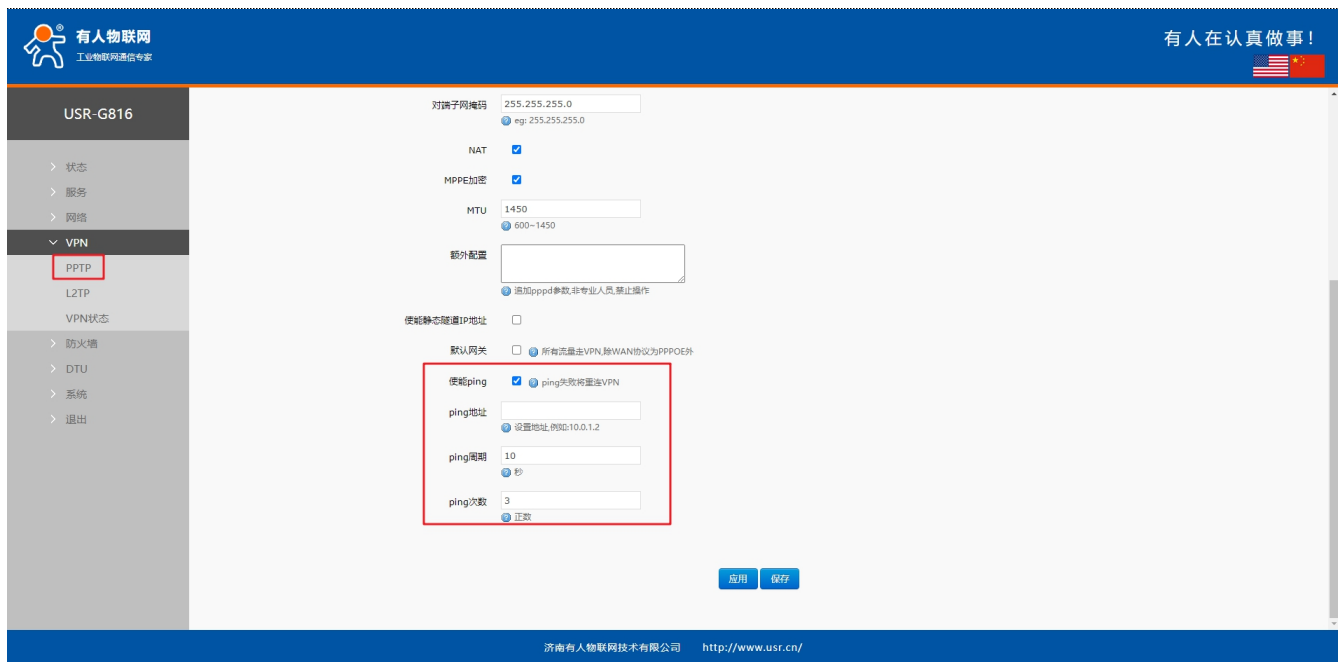 有人物联网
工业物联网通信专家
有人在认真做事！
USR-G816
状态
服务
网络
VPN
PPTP
L2TP
VPN状态
防火墙
DTU
系统
退出
对端子网掩码 255.255.255.0
eg: 255.255.255.0
NAT
MPPE加密
MTU 1450
600~1450
额外配置
追加pppd参数,非专业人员,禁止操作
使能静态隧道IP地址
默认网关 所有流量走VPN,除WAN协议为PPPOE外
使能ping ping失败将重连VPN
ping地址
设置地址,例如:10.0.1.2
ping周期 10
秒
ping次数 3
正数
应用 保存
济南有人物联网技术有限公司 http://www.usr.cn/